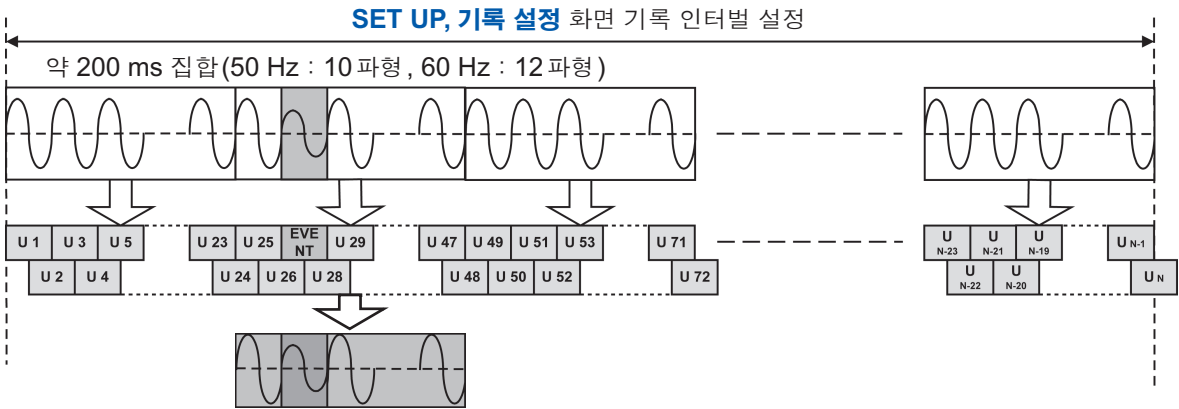 SET UP, 기록 설정 화면 기록 인터벌 설정
약 200 ms 집합(50 Hz : 10 파형, 60 Hz : 12 파형)
U 1 U 3 U 5 U 23 U 25 EVE NT U 29 U 47 U 49 U 51 U 53 U 71 U N-23 U N-21 U N-19 U N-1
U 2 U 4 U 24 U 26 U 28 U 48 U 50 U 52 U 72 U N-22 U N-20 U N